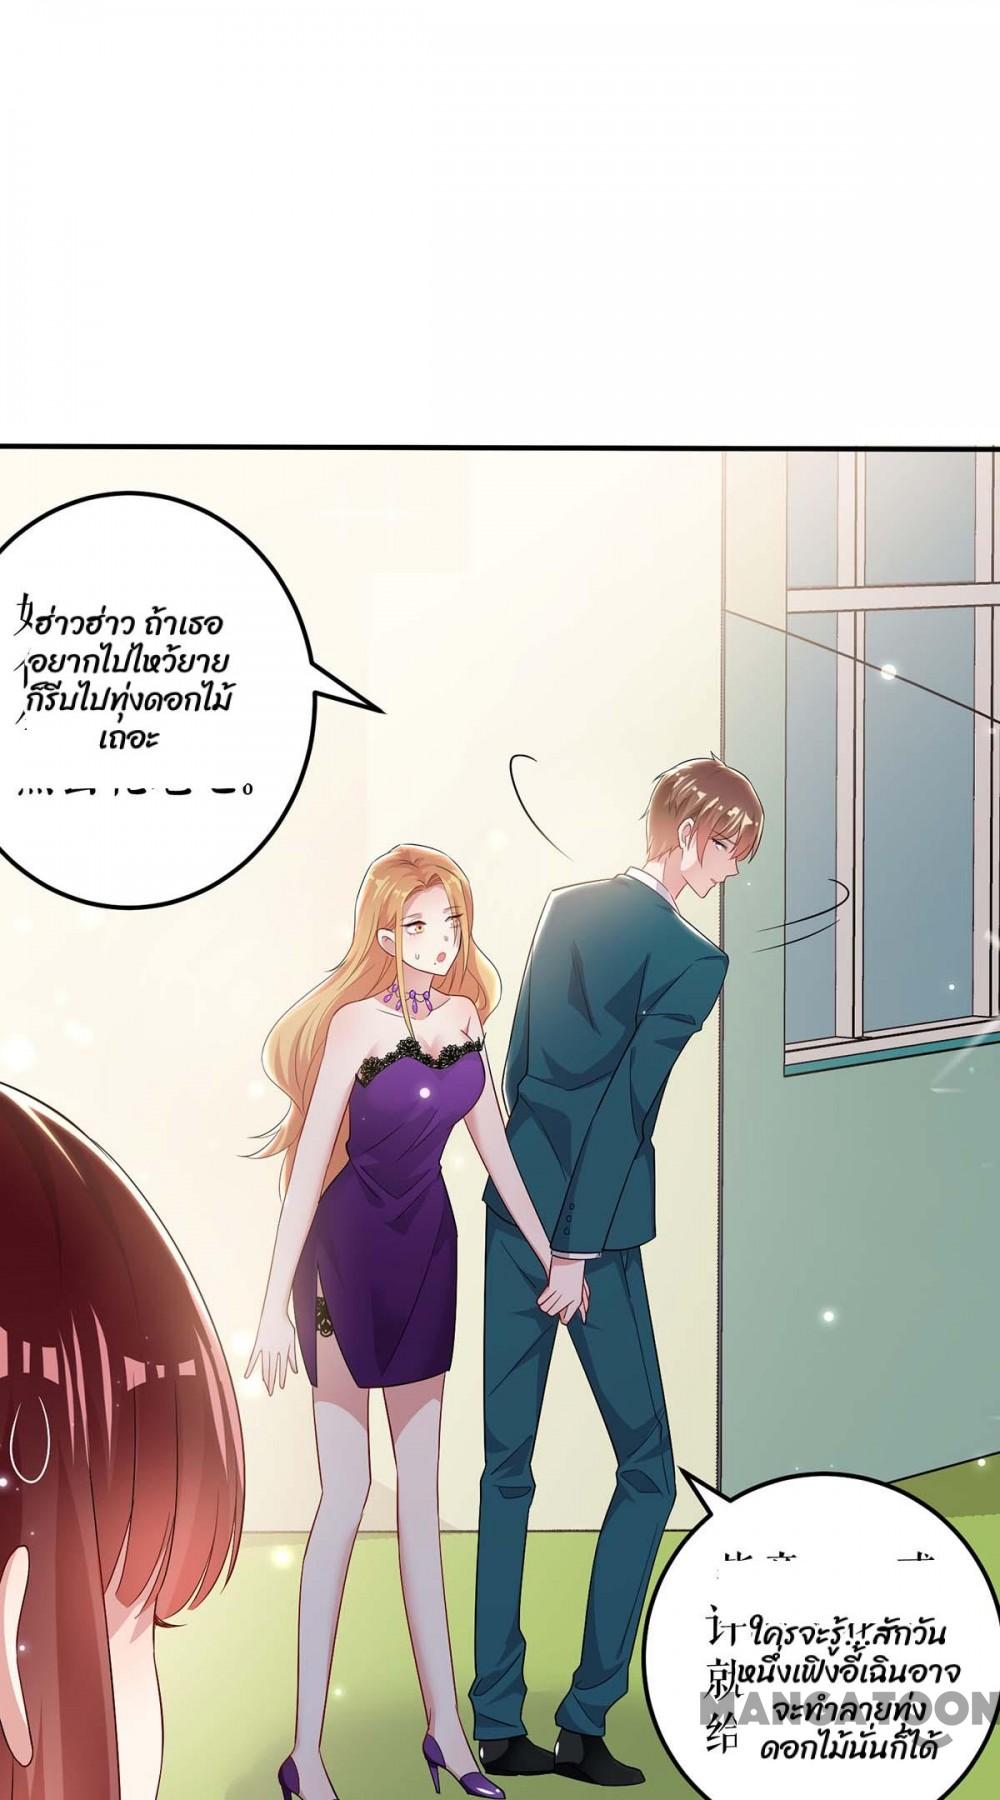 ฮ่าวฮ่าว ถ้าเธอ
อยากไปไหว้ยาย
ก็รีบไปทุ่งดอกไม้
เถอะ
ใครจะรู้...สักวัน
หนึ่งเฟิงอี้เฉินอาจ
จะทำลายทุ่ง
ดอกไม้นั่นก็ได้
就
给
MANGATOON